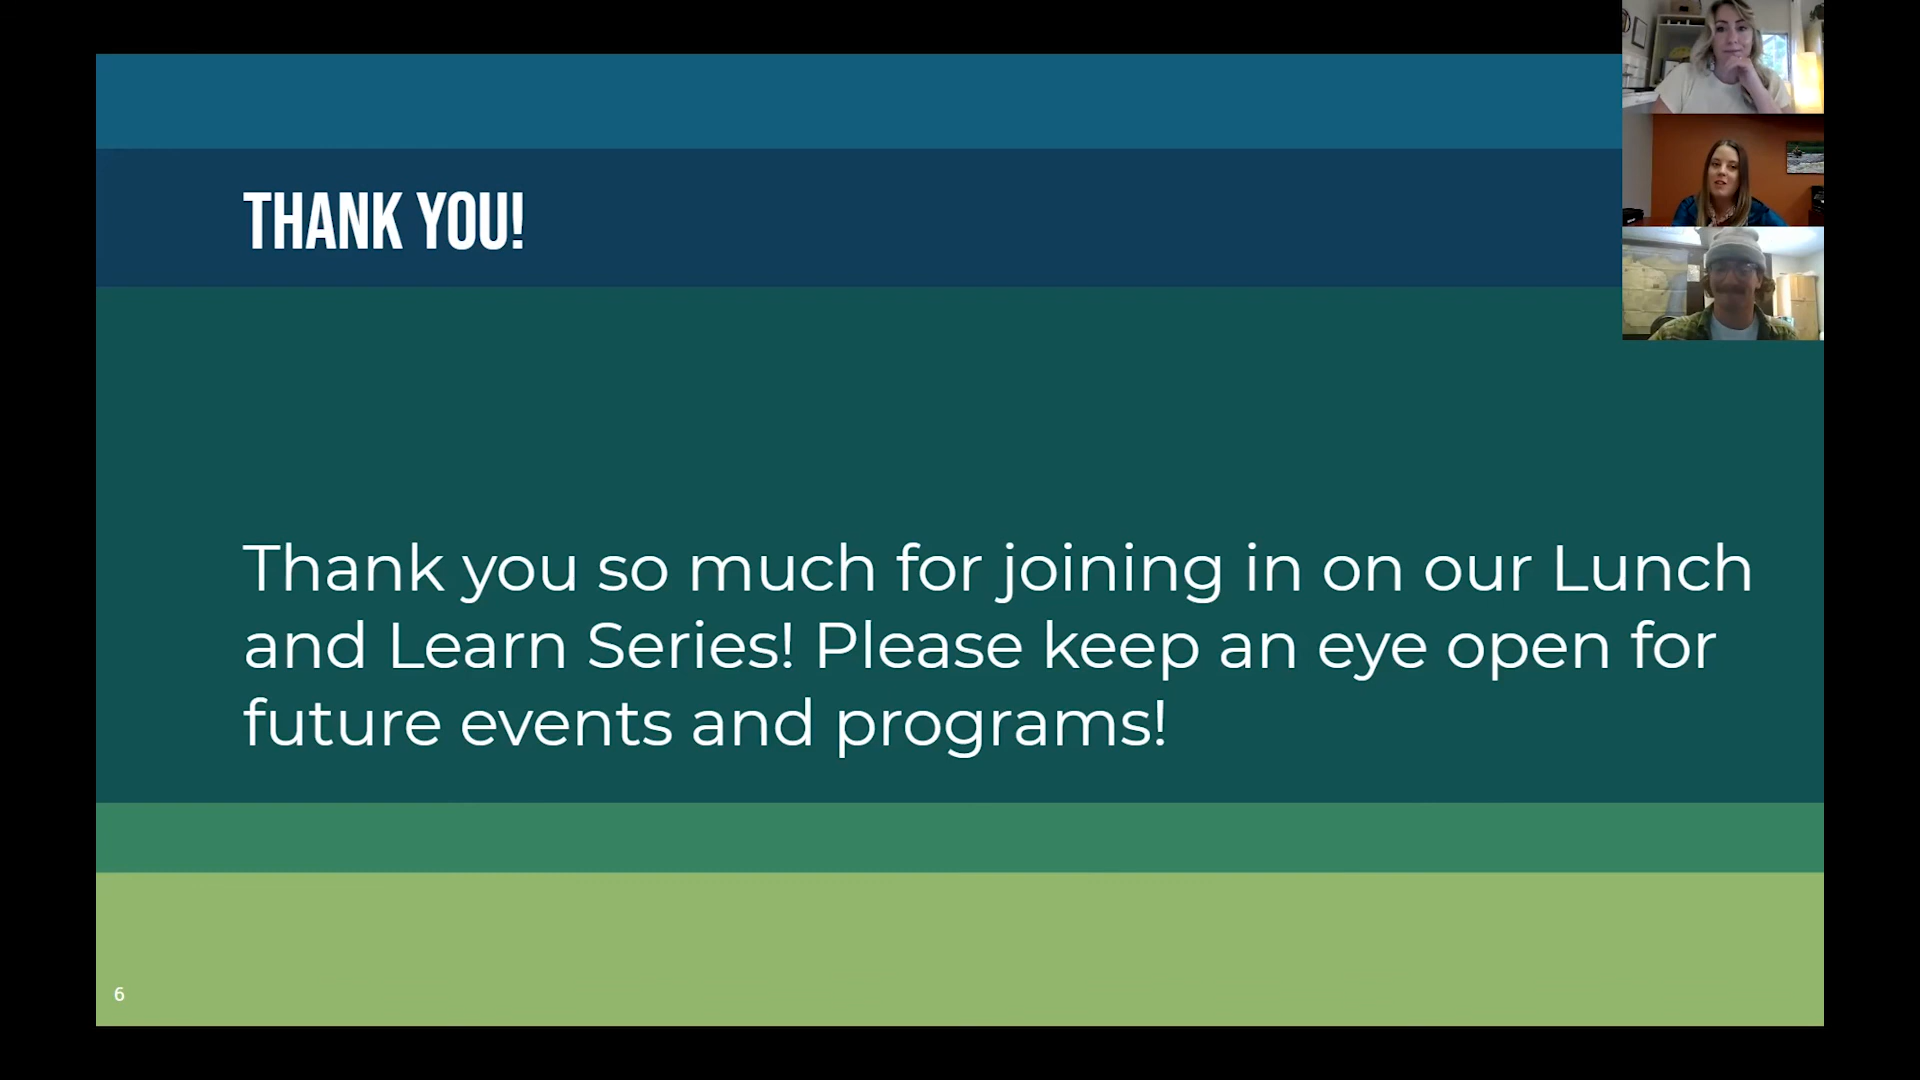 THANK YOU!
Thank you so much for joining in on our Lunch
and Learn Series! Please keep an eye open for
future events and programs!
6